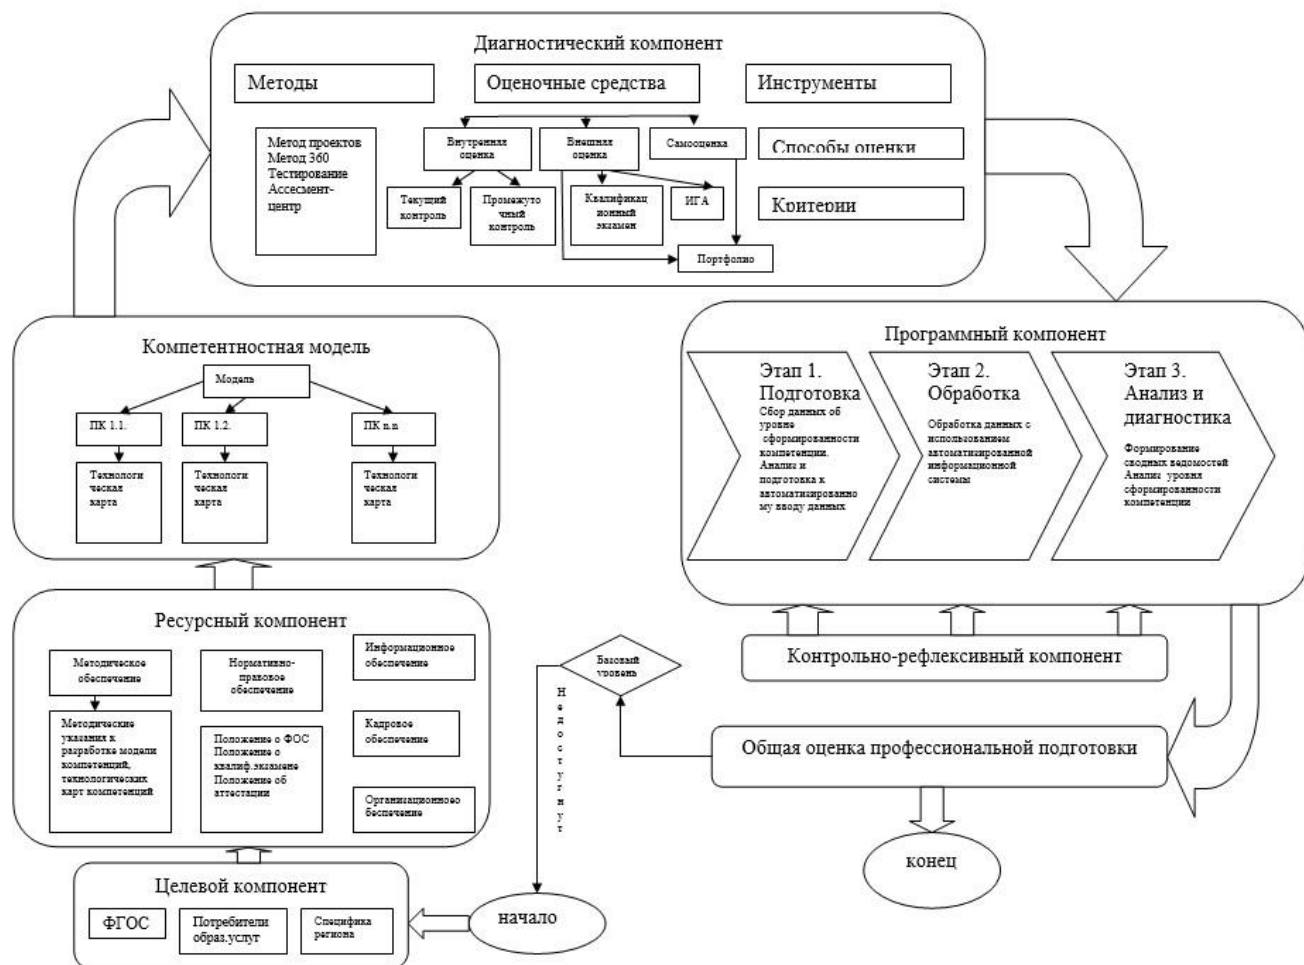 Диагностический компонент
Методы
Оценочные средства
Инструменты
Метод проектов
Метод 360
Тестирование
Ассесмент-
центр
Внутренная
оценка
Внешная
оценка
Самооценка
Способы оценки
Текущий
контроль
Промежуто
чный
контроль
Квалификац
ионный
экзамен
ИГА
Критерии
Портфолио
Компетентностная модель
Модель
ПК 1.1.
ПК 1.2.
ПК n.n
Технологи
ческая
карта
Технологи
ческая
карта
Технологи
ческая
карта
Программный компонент
Этап 1.
Подготовка
Сбор данных об
уровне
сформированности
компетенции.
Анализ и
подготовка к
автоматизированно
му вводу данных
Этап 2.
Обработка
Обработка данных с
использованием
автоматизированной
информационной
системы
Этап 3.
Анализ и
диагностика
Формирование
сводных ведомостей
Анализ уровня
сформированности
компетенции
Ресурсный компонент
Методическое
обеспечение
Нормативно-
правовое
обеспечение
Информационное
обеспечение
Методические
указания к
разработке модели
компетенций,
технологических
карт компетенций
Положение о ФОС
Положение о
квалиф.экзамене
Положение об
аттестации
Кадровое
обеспечение
Организационноео
беспечение
Базовый
уровень
Недостугнут
Контрольно-рефлексивный компонент
Общая оценка профессиональной подготовки
конец
Целевой компонент
ФГОС
Потребители
образ.услуг
Специфика
региона
начало